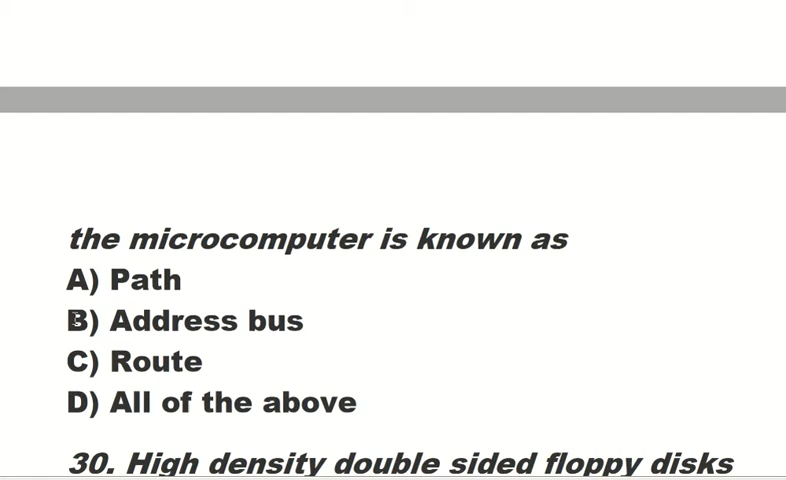 the microcomputer is known as
A) Path
B) Address bus
C) Route
D) All of the above
30. High density double sided floppy disks